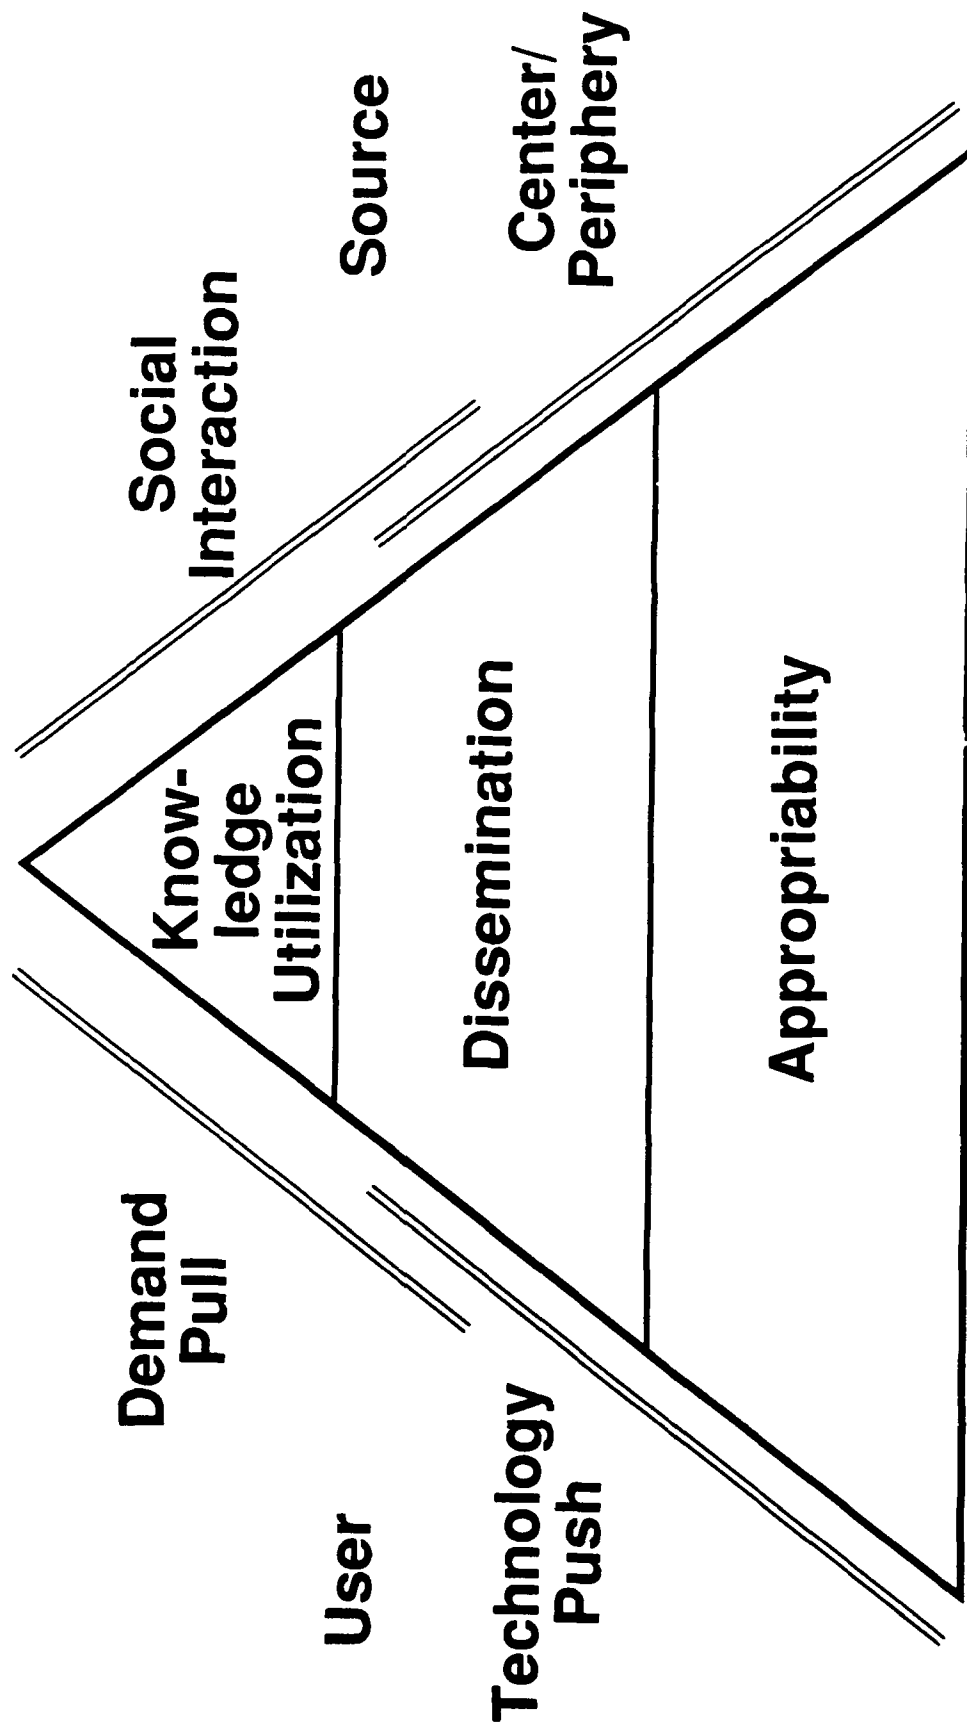 Demand
Pull
Social
Interaction
Know-
ledge
Utilization
User
Source
Dissemination
Technology
Push
Center/
Periphery
Appropriability